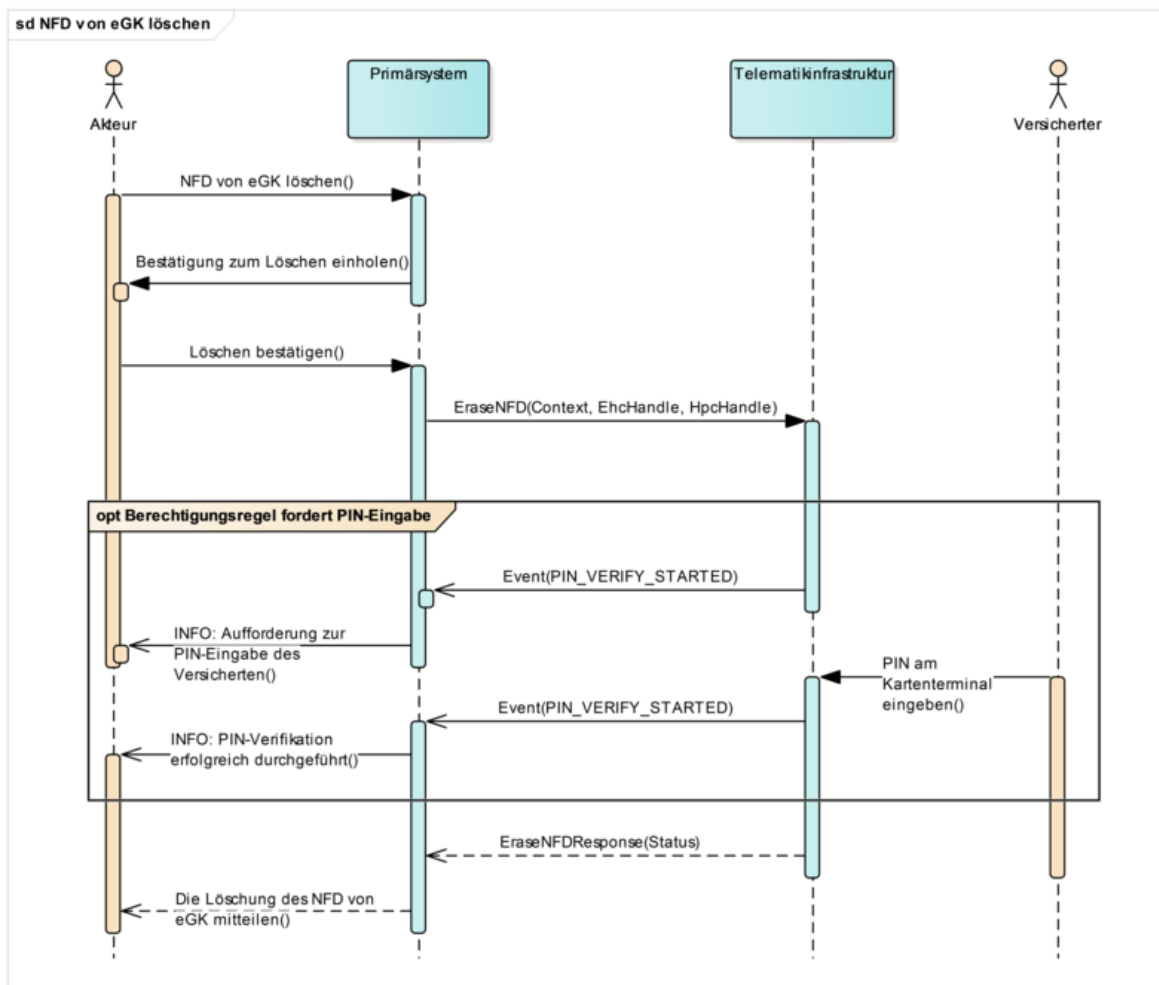 sd NFD von eGK löschen
Akteur
Primärsystem
Telematikinfrastruktur
Versicherter
NFD von eGK löschen()
Bestätigung zum Löschen einholen()
Löschen bestätigen()
EraseNFD(Context, EhcHandle, HpcHandle)
opt Berechtigungsregel fordert PIN-Eingabe
Event(PIN_VERIFY_STARTED)
INFO: Aufforderung zur
PIN-Eingabe des
Versicherten()
PIN am
Kartenterminal
eingeben()
Event(PIN_VERIFY_STARTED)
INFO: PIN-Verifikation
erfolgreich durchgeführt()
EraseNFDResponse(Status)
Die Löschung des NFD von
eGK mitteilen()